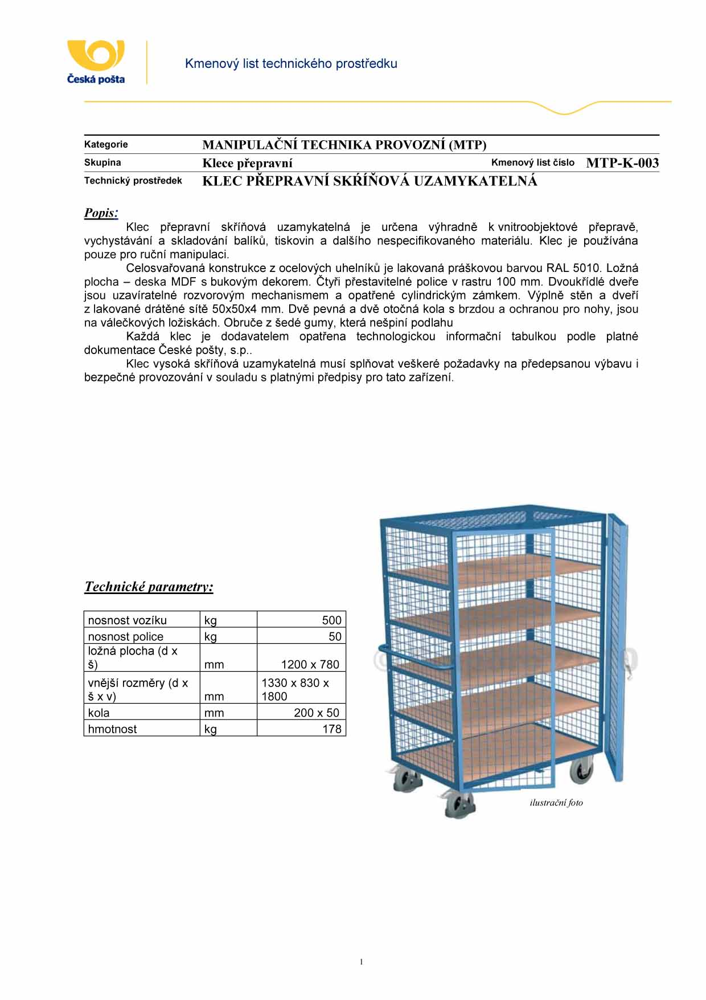 Česká pošta
Kmenový list technického prostředku
Kategorie MANIPULAČNÍ TECHNIKA PROVOZNÍ (MTP)
Skupina Klece přepravní Kmenový list číslo MTP-K-003
Technický prostředek KLEC PŘEPRAVNÍ SKŘÍŇOVÁ UZAMYKATELNÁ
Popis:
Klec přepravní skříňová uzamykatelná je určena výhradně k vnitroobjektové přepravě,
vychystávání a skladování balíků, tiskovin a dalšího nespecifikovaného materiálu. Klec je používána
pouze pro ruční manipulaci.
Celosvařovaná konstrukce z ocelových uhelníků je lakovaná práškovou barvou RAL 5010. Ložná
plocha – deska MDF s bukovým dekorem. Čtyři přestavitelné police v rastru 100 mm. Dvoukřídlé dveře
jsou uzavíratelné rozvorovým mechanismem a opatřené cylindrickým zámkem. Výplně stěn a dveří
z lakované drátěné sítě 50x50x4 mm. Dvě pevná a dvě otočná kola s brzdou a ochranou pro nohy, jsou
na válečkových ložiskách. Obruče z šedé gumy, která nešpiní podlahu
Každá klec je dodavatelem opatřena technologickou informační tabulkou podle platné
dokumentace České pošty, s.p..
Klec vysoká skříňová uzamykatelná musí splňovat veškeré požadavky na předepsanou výbavu i
bezpečné provozování v souladu s platnými předpisy pro tato zařízení.
Technické parametry:
nosnost vozíku kg 500
nosnost police kg 50
ložná plocha (d x
š) mm 1200 x 780
vnější rozměry (d x 1330 x 830 x
š x v) mm 1800
kola mm 200 x 50
hmotnost kg 178
ilustrační foto
1